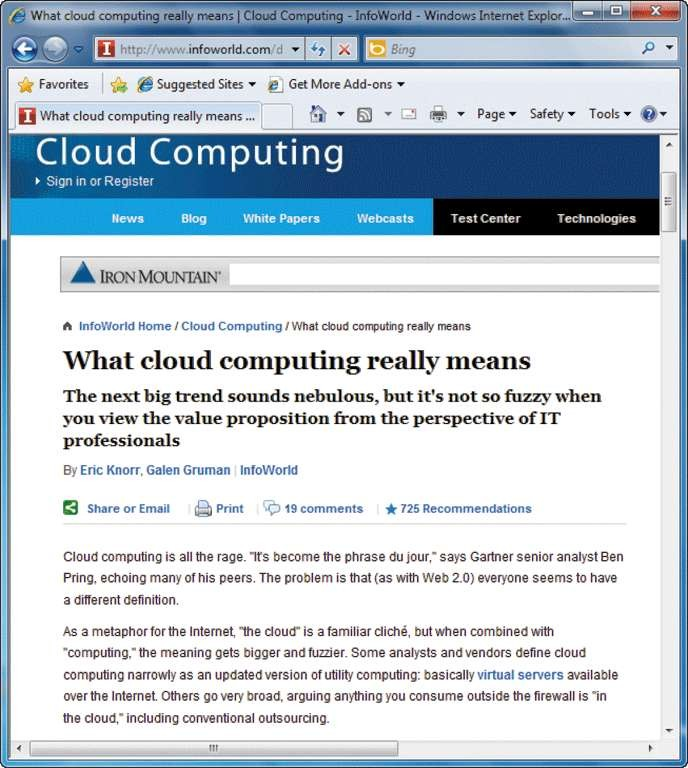 What cloud computing really means | Cloud Computing - InfoWorld - Windows Internet Explor...
http://www.infoworld.com/d
Bing
Favorites
Suggested Sites
Get More Add-ons
What cloud computing really means ...
Page
Safety
Tools
Cloud Computing
Sign in or Register
News Blog White Papers Webcasts Test Center Technologies
IRON MOUNTAIN®
InfoWorld Home / Cloud Computing / What cloud computing really means
What cloud computing really means
The next big trend sounds nebulous, but it's not so fuzzy when
you view the value proposition from the perspective of IT
professionals
By Eric Knorr, Galen Gruman | InfoWorld
Share or Email | Print | 19 comments | 725 Recommendations
Cloud computing is all the rage. "It's become the phrase du jour," says Gartner senior analyst Ben
Pring, echoing many of his peers. The problem is that (as with Web 2.0) everyone seems to have
a different definition.
As a metaphor for the Internet, "the cloud" is a familiar cliché, but when combined with
"computing," the meaning gets bigger and fuzzier. Some analysts and vendors define cloud
computing narrowly as an updated version of utility computing: basically virtual servers available
over the Internet. Others go very broad, arguing anything you consume outside the firewall is "in
the cloud," including conventional outsourcing.